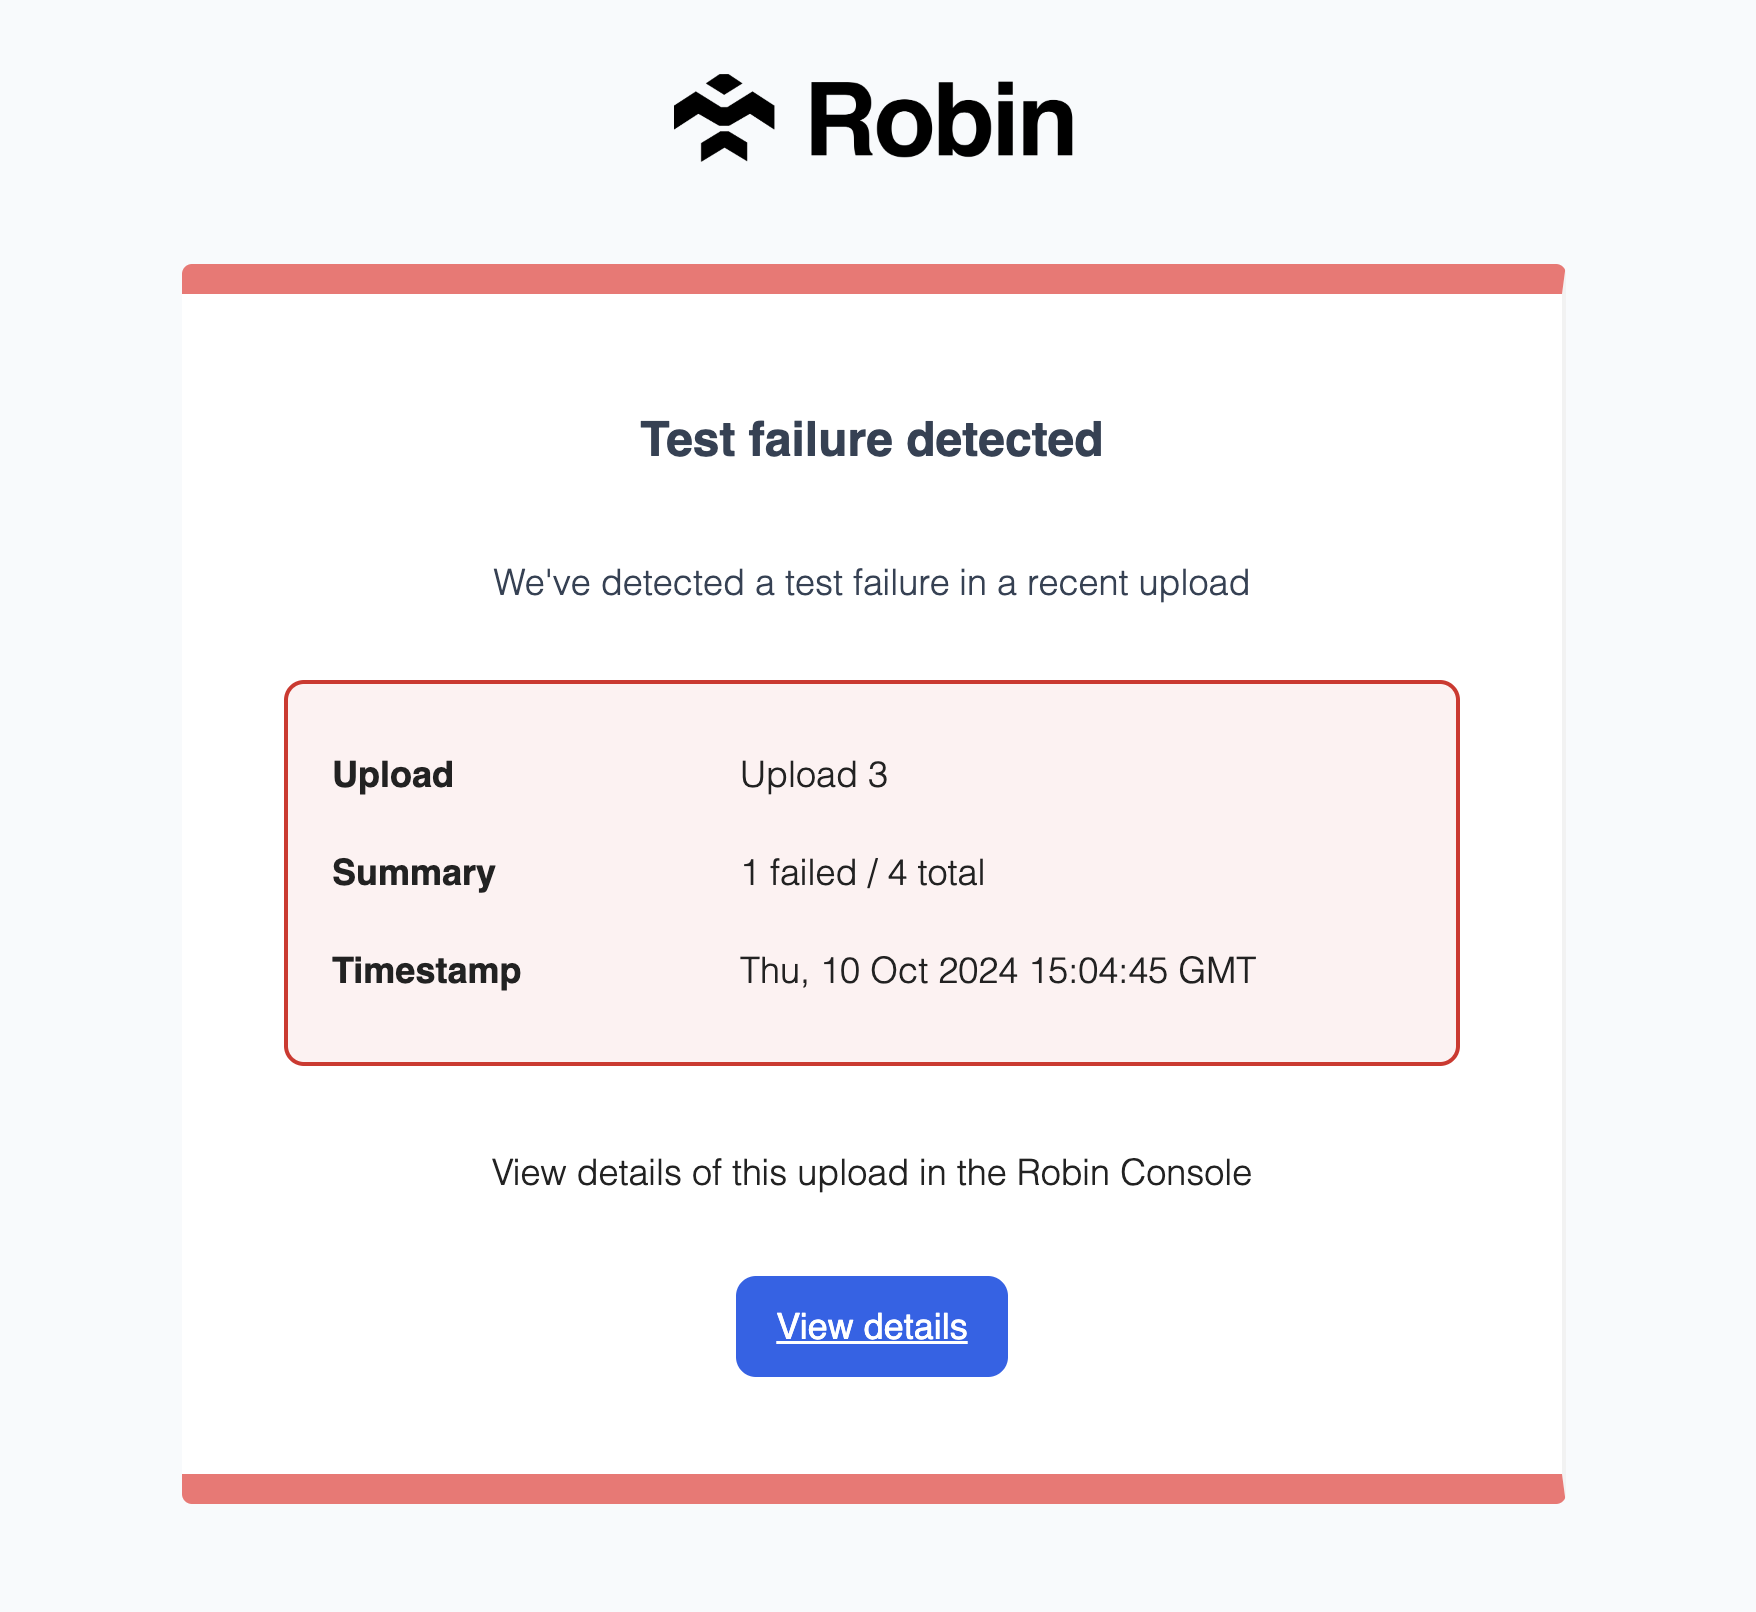 Robin
Test failure detected
We've detected a test failure in a recent upload
Upload Upload 3
Summary 1 failed / 4 total
Timestamp Thu, 10 Oct 2024 15:04:45 GMT
View details of this upload in the Robin Console
View details